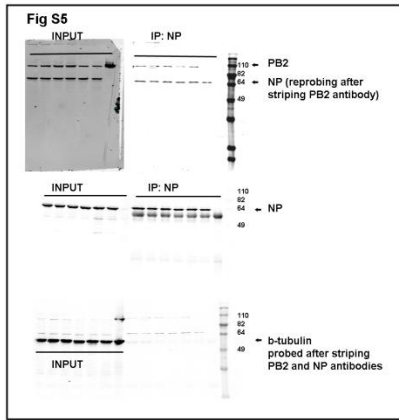 Fig S5
INPUT
IP: NP
110
82
64
49
PB2
NP (reprobing after
striping PB2 antibody)
INPUT
IP: NP
110
82
64
49
NP
110
82
64
49
b-tubulin
probed after striping
PB2 and NP antibodies
INPUT